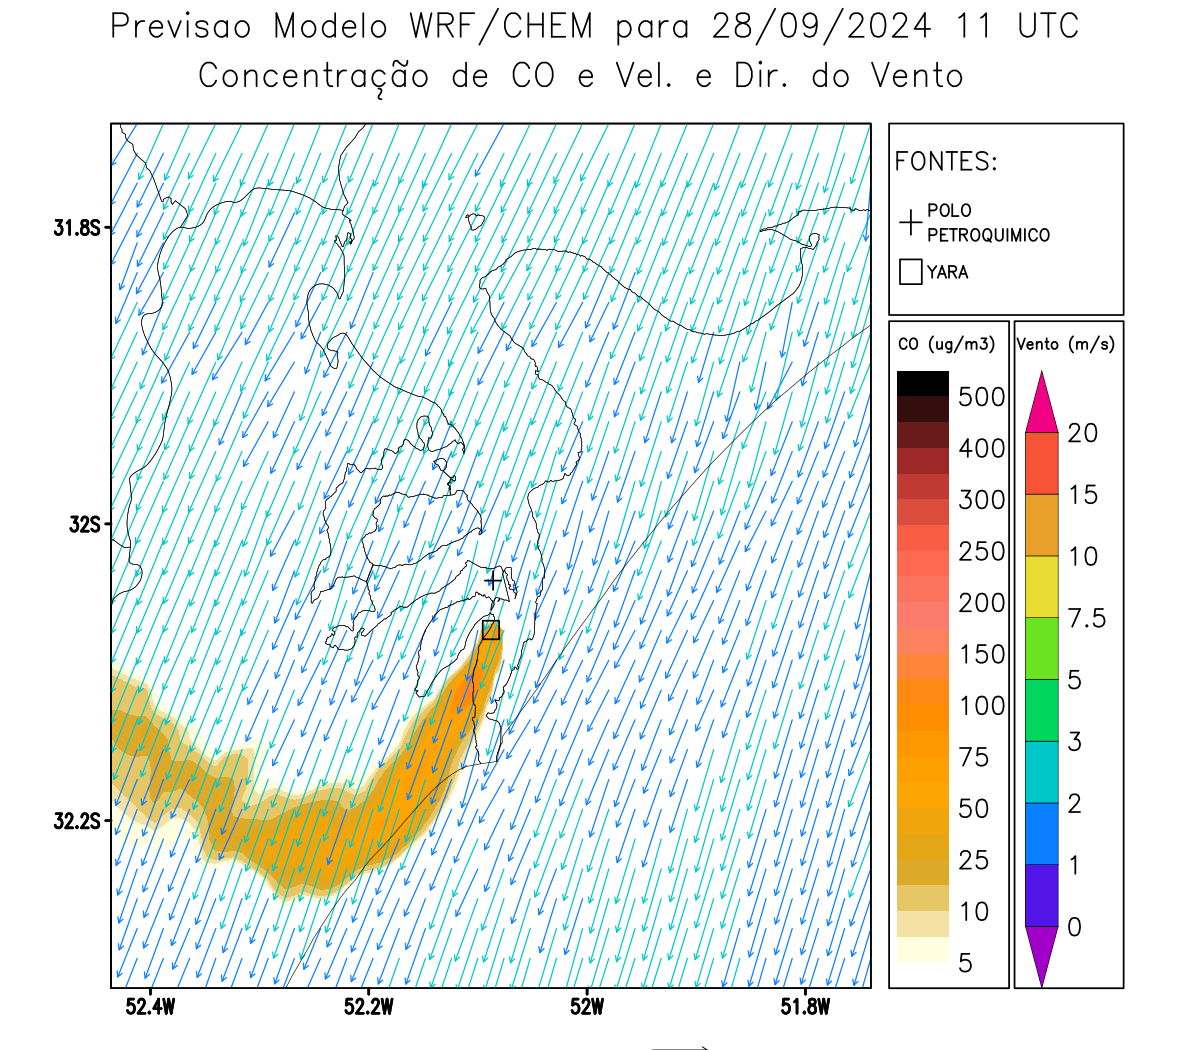 Previsao Modelo WRF/CHEM para 28/09/2024 11 UTC
Concentração de CO e Vel. e Dir. do Vento
FONTES:
POLO
PETROQUIMICO
YARA
CO (ug/m3)
500
400
300
250
200
150
100
75
50
25
10
5
Vento (m/s)
20
15
10
7.5
5
3
2
1
0
31.8S
32S
32.2S
52.4W
52.2W
52W
51.8W